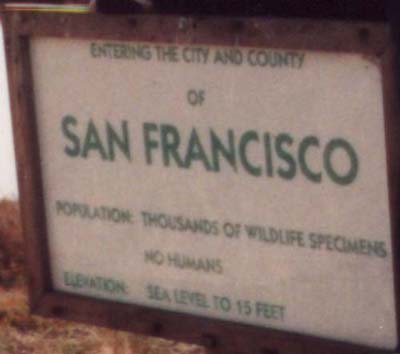 ENTERING THE CITY AND COUNTY
OF
SAN FRANCISCO
POPULATION: THOUSANDS OF WILDLIFE SPECIMENS
NO HUMANS
ELEVATION: SEA LEVEL TO 15 FEET